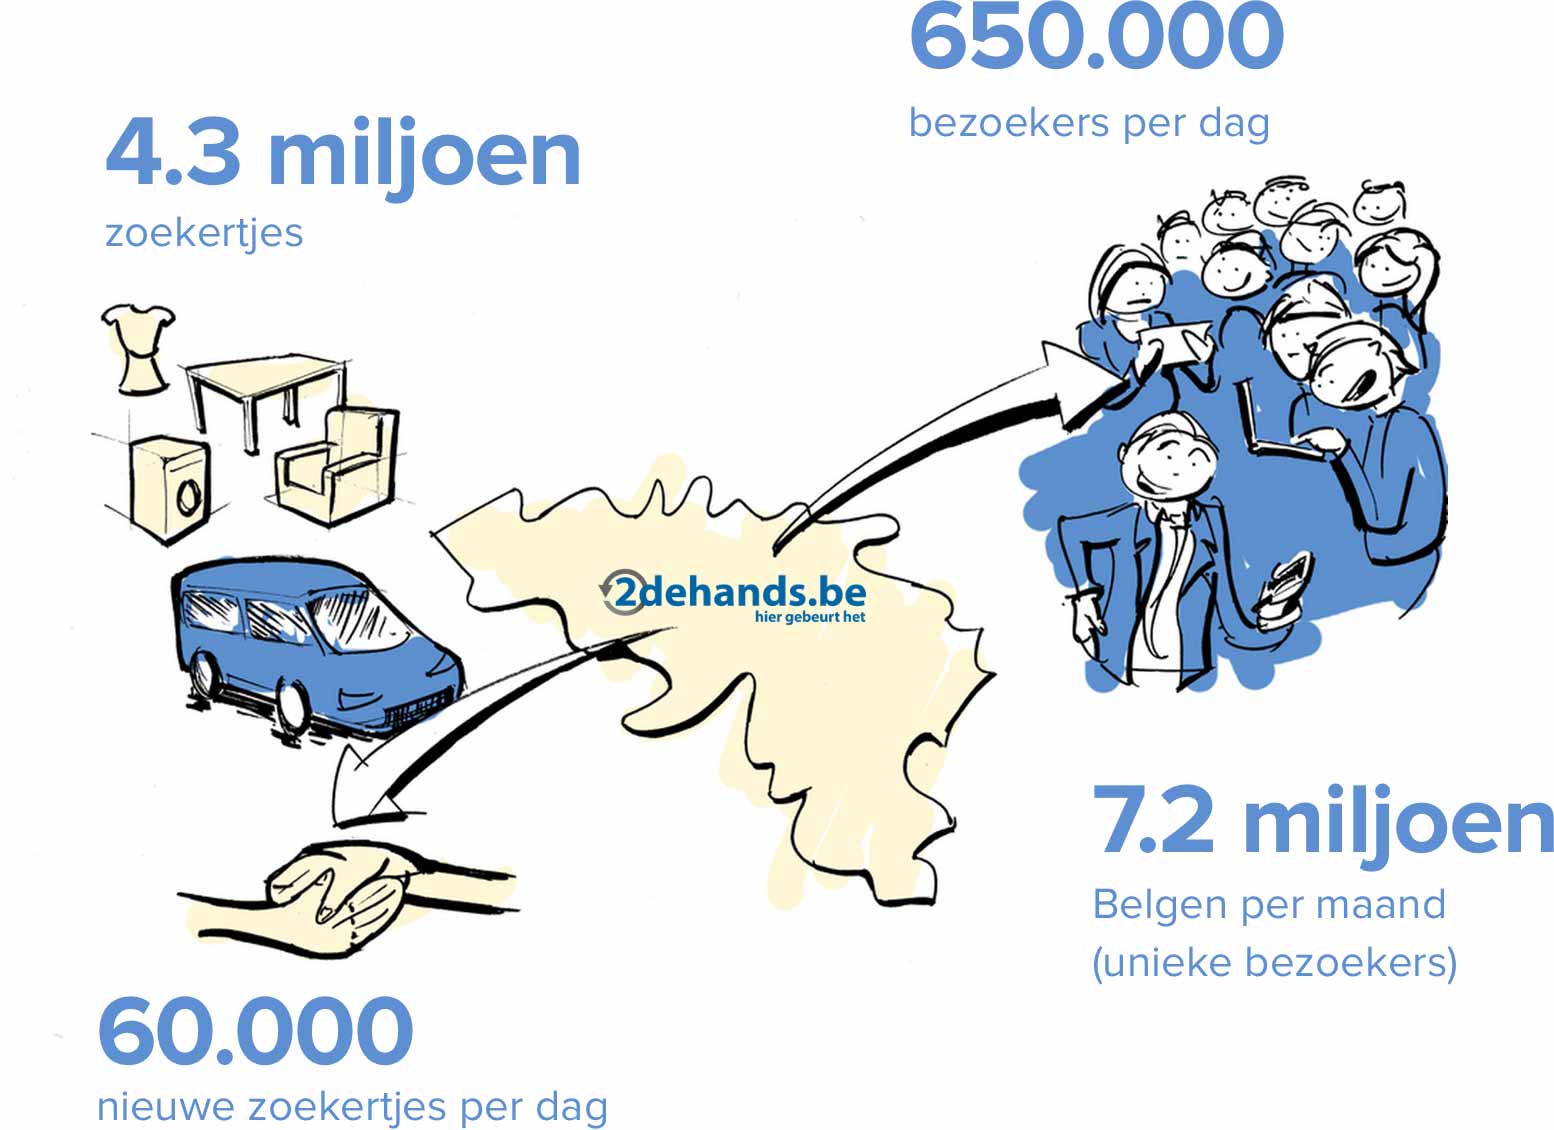 650.000
bezoekers per dag
4.3 miljoen
zoekertjes
2dehands.be
hier gebeurt het
7.2 miljoen
Belgen per maand
(unieke bezoekers)
60.000
nieuwe zoekertjes per dag